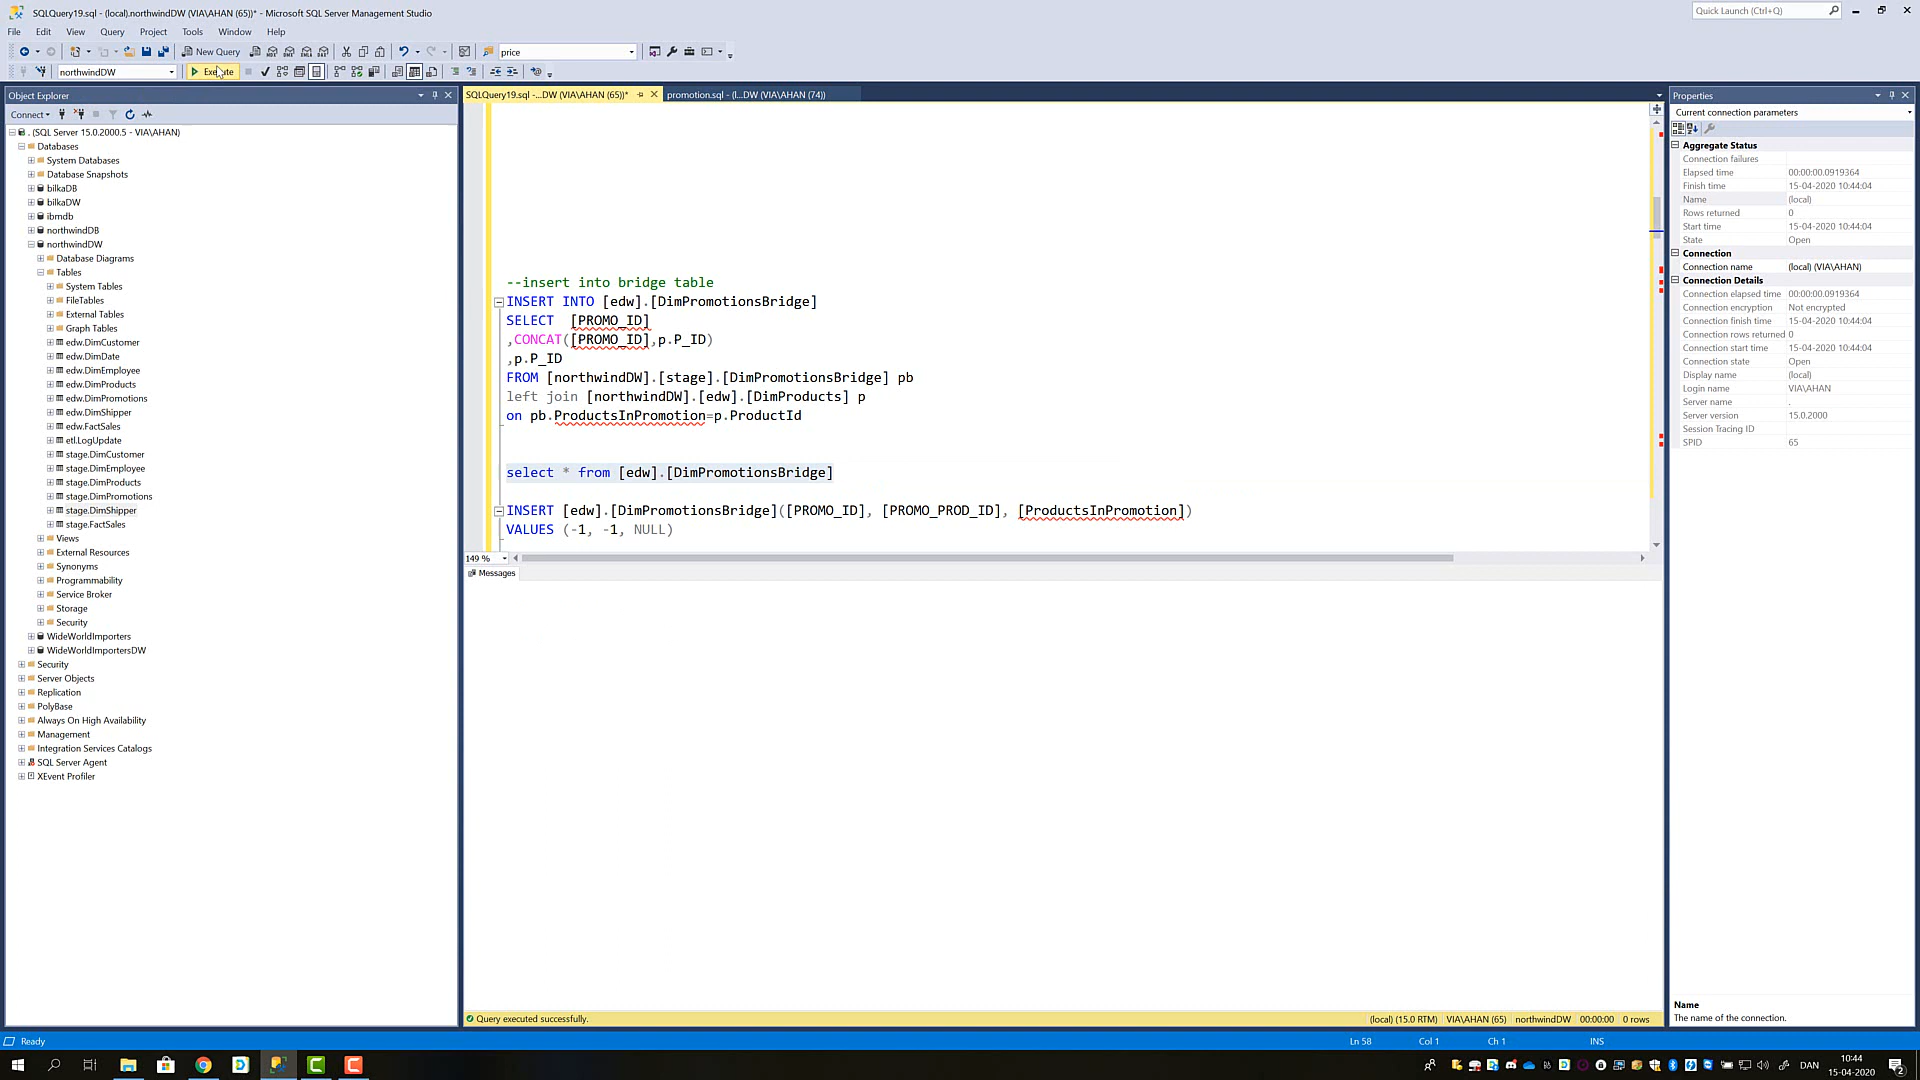 SQLQuery19.sql - (local).northwindDW (VIA\AHAN (65))* - Microsoft SQL Server Management Studio
Quick Launch (Ctrl+Q)
File Edit View Query Project Tools Window Help
New Query
price
northwindDW
Execute
Object Explorer
Connect
. (SQL Server 15.0.2000.5 - VIA\AHAN)
Databases
System Databases
Database Snapshots
bilkaDB
bilkaDW
ibmdb
northwindDB
northwindDW
Database Diagrams
Tables
System Tables
FileTables
External Tables
Graph Tables
edw.DimCustomer
edw.DimDate
edw.DimEmployee
edw.DimProducts
edw.DimPromotions
edw.DimShipper
edw.FactSales
etl.LogUpdate
stage.DimCustomer
stage.DimEmployee
stage.DimProducts
stage.DimPromotions
stage.DimShipper
stage.FactSales
Views
External Resources
Synonyms
Programmability
Service Broker
Storage
Security
WideWorldImporters
WideWorldImportersDW
Security
Server Objects
Replication
PolyBase
Always On High Availability
Management
Integration Services Catalogs
SQL Server Agent
XEvent Profiler
SQLQuery19.sql -...DW (VIA\AHAN (65))*
promotion.sql - (l...DW (VIA\AHAN (74))
--insert into bridge table
INSERT INTO [edw].[DimPromotionsBridge]
SELECT [PROMO_ID]
,CONCAT([PROMO_ID],p.P_ID)
,p.P_ID
FROM [northwindDW].[stage].[DimPromotionsBridge] pb
left join [northwindDW].[edw].[DimProducts] p
on pb.ProductsInPromotion=p.ProductId
select * from [edw].[DimPromotionsBridge]
INSERT [edw].[DimPromotionsBridge]([PROMO_ID], [PROMO_PROD_ID], [ProductsInPromotion])
VALUES (-1, -1, NULL)
149 %
Messages
Query executed successfully.
(local) (15.0 RTM) VIA\AHAN (65) northwindDW 00:00:00 0 rows
Properties
Current connection parameters
Aggregate Status
Connection failures
Elapsed time 00:00:00.0919364
Finish time 15-04-2020 10:44:04
Name (local)
Rows returned 0
Start time 15-04-2020 10:44:04
State Open
Connection
Connection name (local) (VIA\AHAN)
Connection Details
Connection elapsed time 00:00:00.0919364
Connection encryption Not encrypted
Connection finish time 15-04-2020 10:44:04
Connection rows returned 0
Connection start time 15-04-2020 10:44:04
Connection state Open
Display name (local)
Login name VIA\AHAN
Server name .
Server version 15.0.2000
Session Tracing ID
SPID 65
Name
The name of the connection.
Ready
Ln 58 Col 1 Ch 1 INS
DAN
10:44
15-04-2020
2